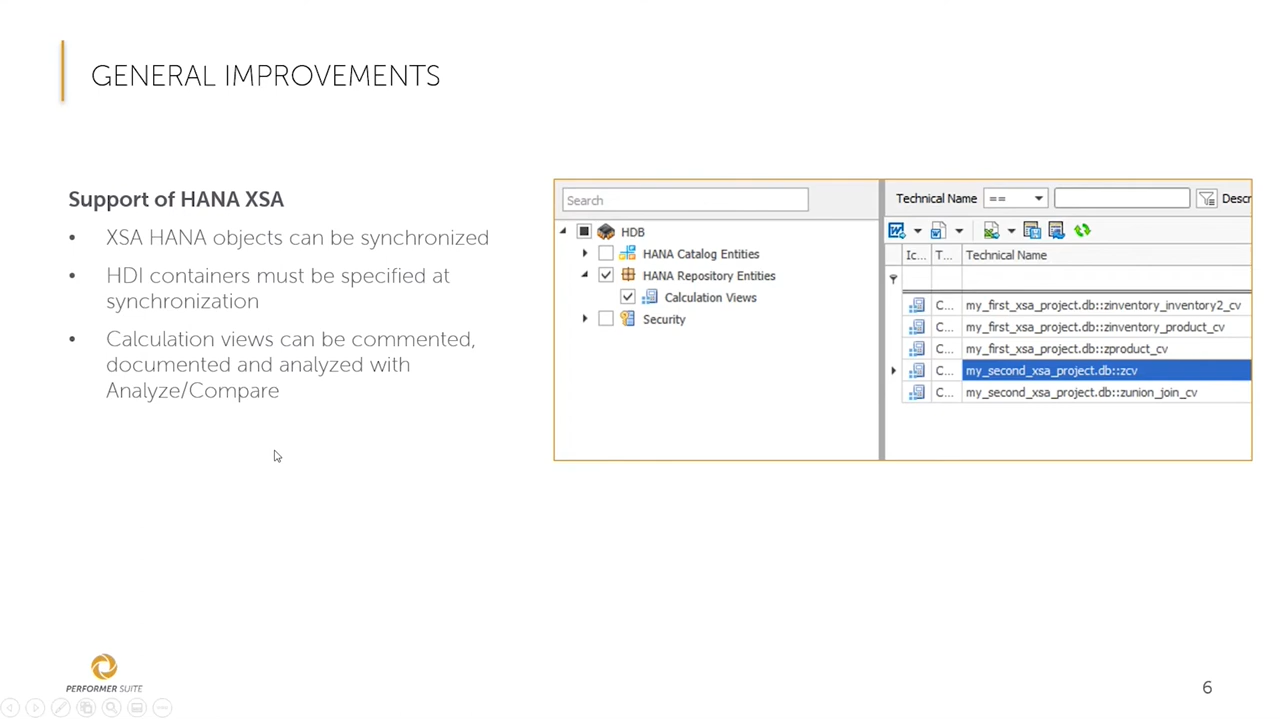 GENERAL IMPROVEMENTS
Support of HANA XSA
• XSA HANA objects can be synchronized
• HDI containers must be specified at
synchronization
• Calculation views can be commented,
documented and analyzed with
Analyze/Compare
Search
HDB
HANA Catalog Entities
HANA Repository Entities
Calculation Views
Security
Technical Name == Descr
Ic... T... Technical Name
C... my_first_xsa_project.db::zinventory_inventory2_cv
C... my_first_xsa_project.db::zinventory_product_cv
C... my_first_xsa_project.db::zproduct_cv
C... my_second_xsa_project.db::zcv
C... my_second_xsa_project.db::zunion_join_cv
PERFORMER SUITE
6